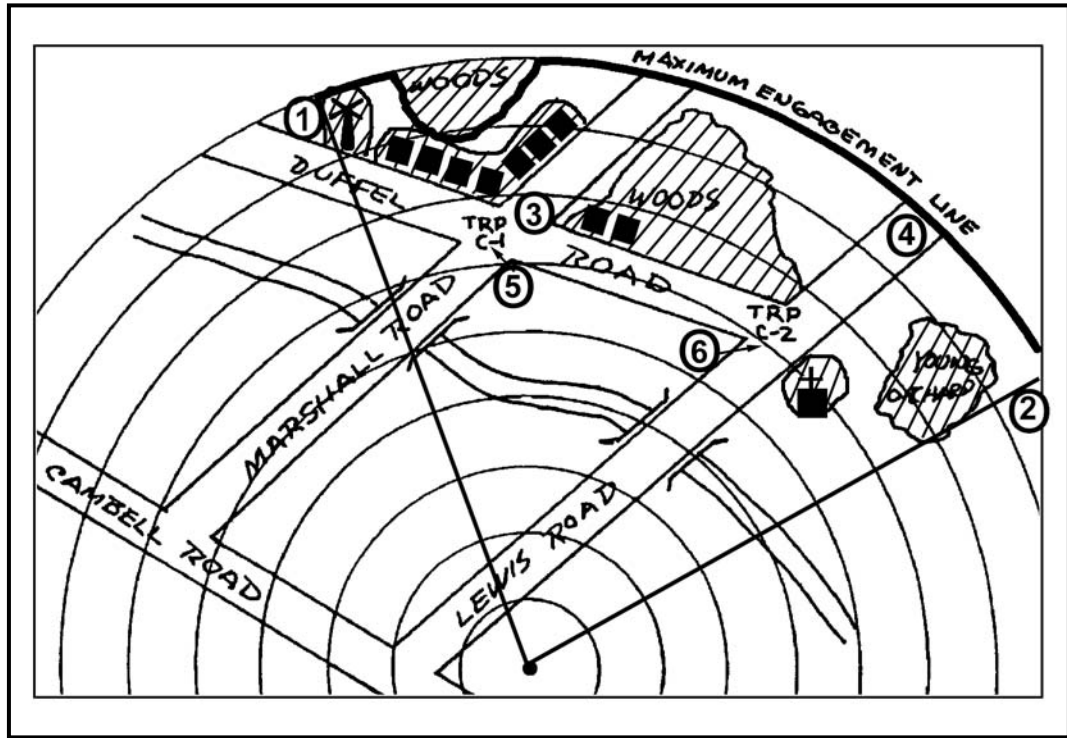 MAXIMUM ENGAGEMENT LINE
WOODS
1
DUFFEL
WOODS
3
4
TRP
C-1
ROAD
5
TRP
C-2
6
MARSHALL ROAD
YOUNG
ORCHARD
2
CAMBELL ROAD
LEWIS ROAD